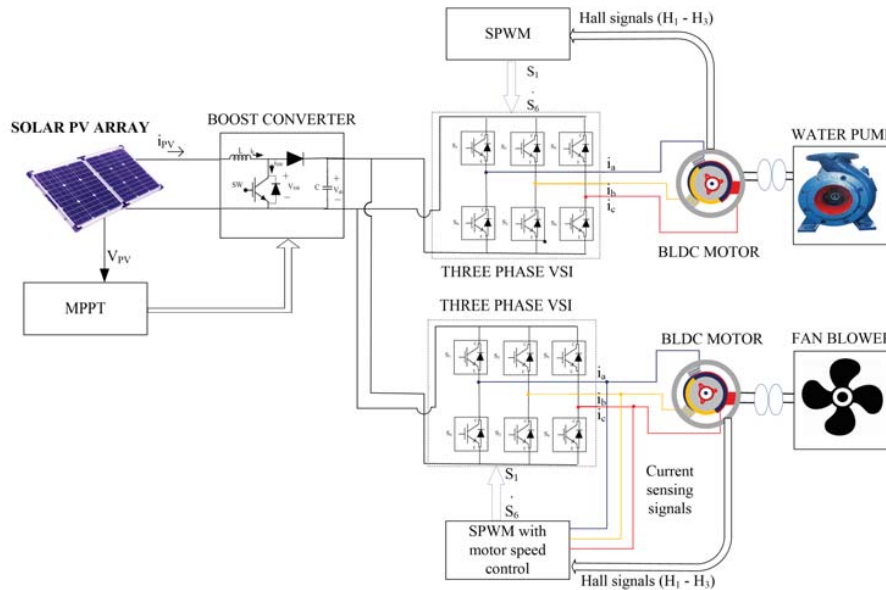 Hall signals (H1 - H3)
SPWM
S1
.
S6
SOLAR PV ARRAY
iPV
BOOST CONVERTER
L
SW
C
ia
ib
ic
WATER PUMP
BLDC MOTOR
THREE PHASE VSI
VPV
MPPT
THREE PHASE VSI
BLDC MOTOR
FAN BLOWER
ia
ib
ic
Current
sensing
signals
S1
.
S6
SPWM with
motor speed
control
Hall signals (H1 - H3)